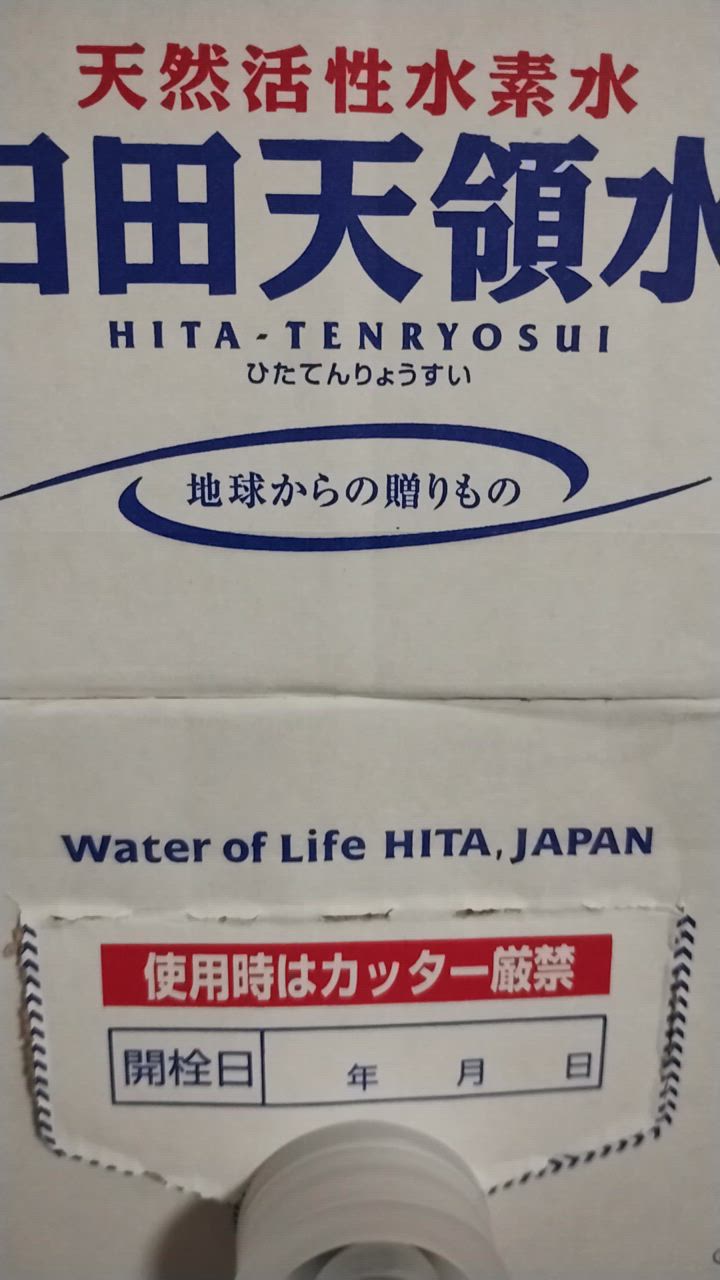 天然活性水素水
日田天領水
HITA-TENRYOSUI
ひたてんりょうすい
地球からの贈りもの
Water of Life HITA, JAPAN
使用時はカッター厳禁
開栓日 年 月 日